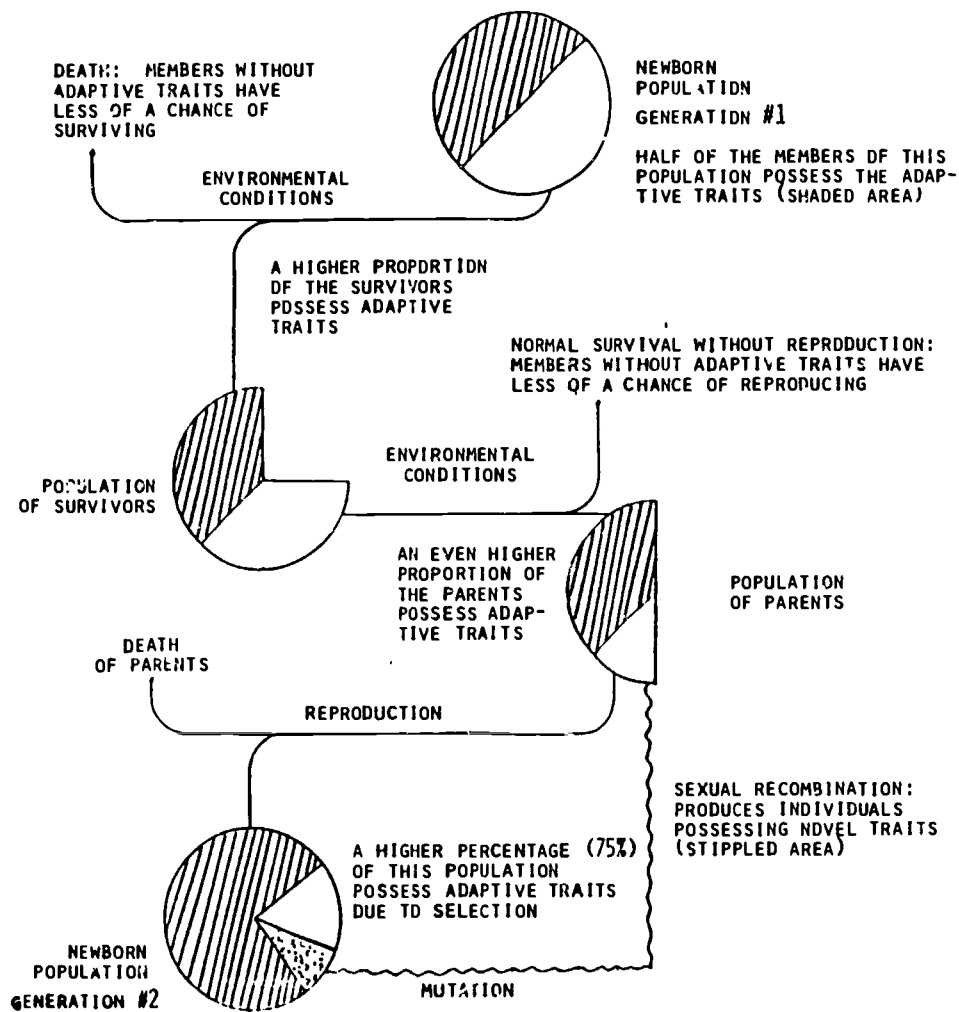 DEATH: MEMBERS WITHOUT
ADAPTIVE TRAITS HAVE
LESS OF A CHANCE OF
SURVIVING
NEWBORN
POPULATION
GENERATION #1
HALF OF THE MEMBERS OF THIS
POPULATION POSSESS THE ADAP-
TIVE TRAITS (SHADED AREA)
ENVIRONMENTAL
CONDITIONS
A HIGHER PROPORTION
OF THE SURVIVORS
POSSESS ADAPTIVE
TRAITS
NORMAL SURVIVAL WITHOUT REPRODUCTION:
MEMBERS WITHOUT ADAPTIVE TRAITS HAVE
LESS OF A CHANCE OF REPRODUCING
ENVIRONMENTAL
CONDITIONS
POPULATION
OF SURVIVORS
AN EVEN HIGHER
PROPORTION OF
THE PARENTS
POSSESS ADAP-
TIVE TRAITS
POPULATION
OF PARENTS
DEATH
OF PARENTS
REPRODUCTION
SEXUAL RECOMBINATION:
PRODUCES INDIVIDUALS
POSSESSING NOVEL TRAITS
(STIPPLED AREA)
A HIGHER PERCENTAGE (75%)
OF THIS POPULATION
POSSESS ADAPTIVE TRAITS
DUE TO SELECTION
NEWBORN
POPULATION
GENERATION #2
MUTATION